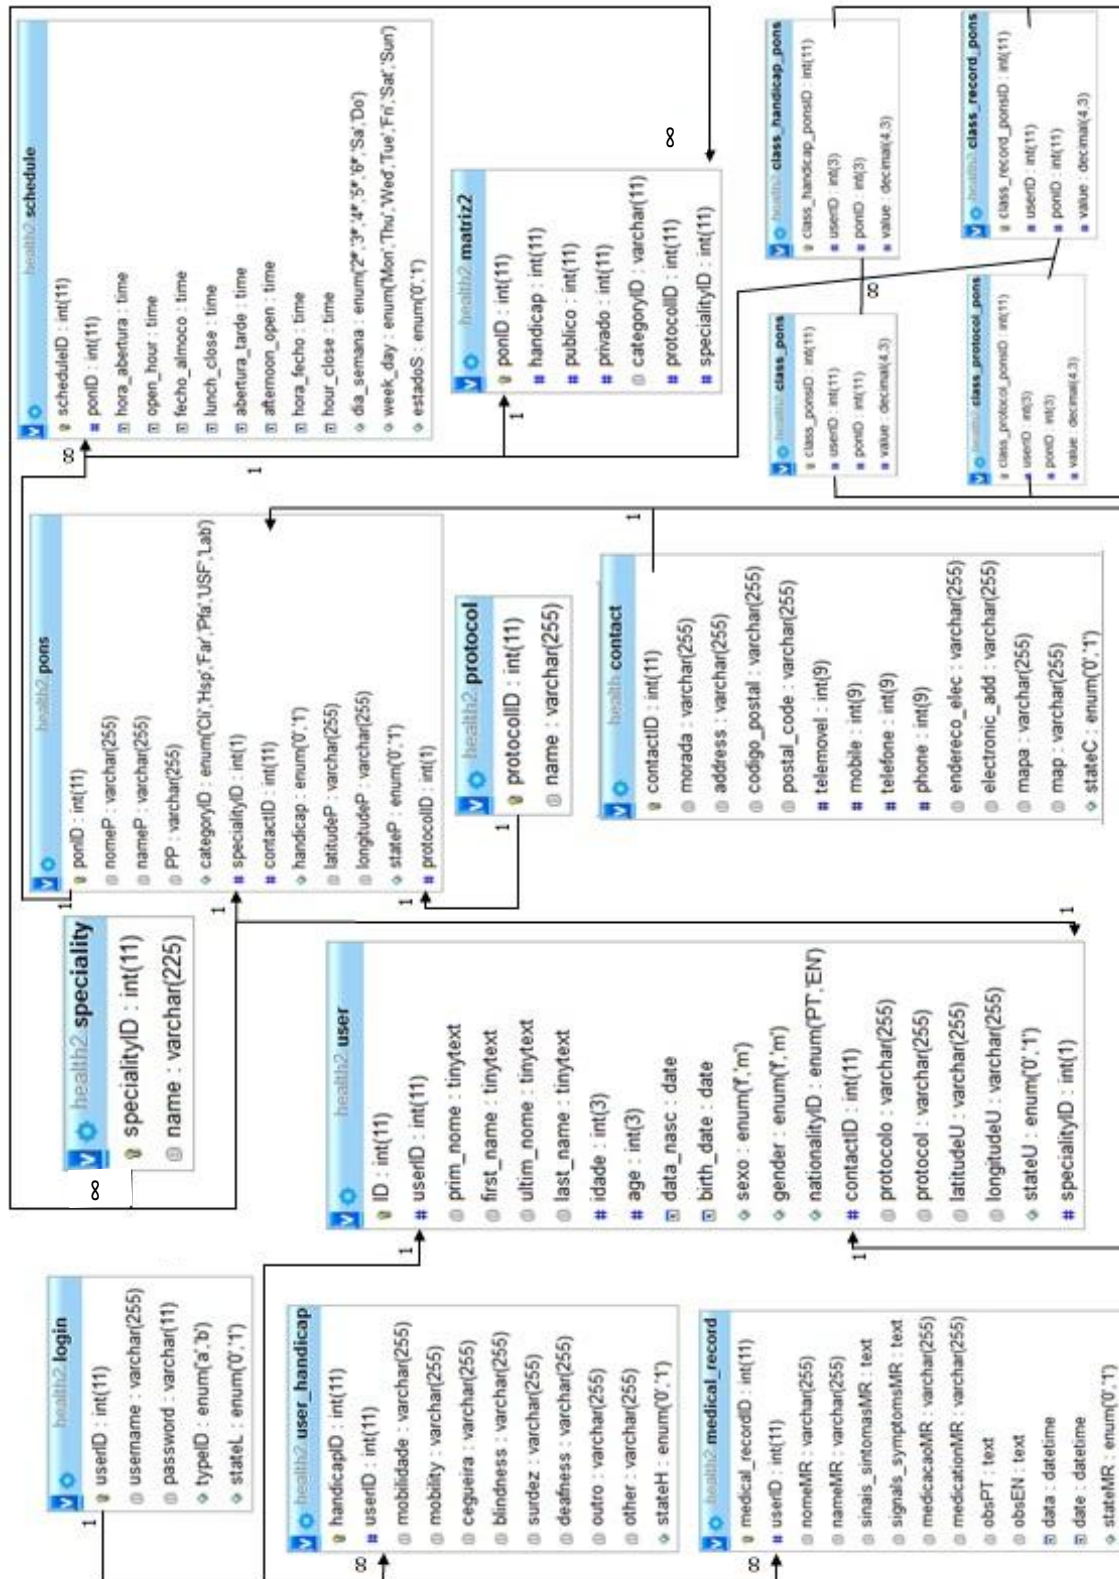 health2 login
userID : int(11)
username : varchar(255)
password : varchar(11)
typeID : enum('a','b')
stateL : enum('0','1')
1
health2 user_handicap
handicapID : int(11)
userID : int(11)
mobilidade : varchar(255)
mobility : varchar(255)
cegueira : varchar(255)
bindness : varchar(255)
surdez : varchar(255)
deafness : varchar(255)
outro : varchar(255)
other : varchar(255)
stateH : enum('0','1')
∞
health2 medical_record
medical_recordID : int(11)
userID : int(11)
nomeMR : varchar(255)
nameMR : varchar(255)
sinais_sintomasMR : text
signals_symptomsMR : text
medicacaoMR : varchar(255)
medicationMR : varchar(255)
obsPT : text
obsEN : text
data : datetime
date : datetime
stateMR : enum('0','1')
∞
health2 speciality
specialityID : int(11)
name : varchar(225)
∞
health2 user
ID : int(11)
userID : int(11)
prim_nome : tinytext
first_name : tinytext
ultim_nome : tinytext
last_name : tinytext
idade : int(3)
age : int(3)
data_nasc : date
birth_date : date
sexo : enum('f','m')
gender : enum('f','m')
nationalityID : enum('PT','EN')
contactID : int(11)
protocolo : varchar(255)
protocol : varchar(255)
latitudeU : varchar(255)
longitudeU : varchar(255)
stateU : enum('0','1')
specialityID : int(1)
1
1
1
health2 pons
ponID : int(11)
nomeP : varchar(255)
nameP : varchar(255)
PP : varchar(255)
categoryID : enum('Cli','Hsp','Far','Pfa','USF','Lab')
specialityID : int(1)
contactID : int(11)
handicap : enum('0','1')
latitudeP : varchar(255)
longitudeP : varchar(255)
stateP : enum('0','1')
protocolID : int(1)
1
1
1
1
health2 protocol
protocolID : int(11)
name : varchar(255)
1
health contact
contactID : int(11)
morada : varchar(255)
address : varchar(255)
codigo_postal : varchar(255)
postal_code : varchar(255)
telemovel : int(9)
mobile : int(9)
telefone : int(9)
phone : int(9)
endereco_elec : varchar(255)
electronic_add : varchar(255)
mapa : varchar(255)
map : varchar(255)
stateC : enum('0','1')
health2 schedule
scheduleID : int(11)
ponID : int(11)
hora_abertura : time
open_hour : time
fecho_almoco : time
lunch_close : time
abertura_tarde : time
afternoon_open : time
hora_fecho : time
hour_close : time
dia_semana : enum('2ª','3ª','4ª','5ª','6ª','Sa','Do')
week_day : enum('Mon','Thu','Wed','Tue','Fri','Sat','Sun')
estadoS : enum('0','1')
∞
1
health2 matriz2
ponID : int(11)
handicap : int(11)
publico : int(11)
privado : int(11)
categoryID : varchar(11)
protocolID : int(11)
specialityID : int(11)
1
∞
health2 class_pons
class_ponsID : int(11)
userID : int(11)
ponID : int(11)
value : decimal(4,3)
∞
health2 class_handicap_pons
class_handicap_ponsID : int(11)
userID : int(3)
ponID : int(3)
value : decimal(4,3)
health2 class_protocol_pons
class_protocol_ponsID : int(11)
userID : int(3)
ponID : int(3)
value : decimal(4,3)
health2 class_record_pons
class_record_ponsID : int(11)
userID : int(11)
ponID : int(11)
value : decimal(4,3)